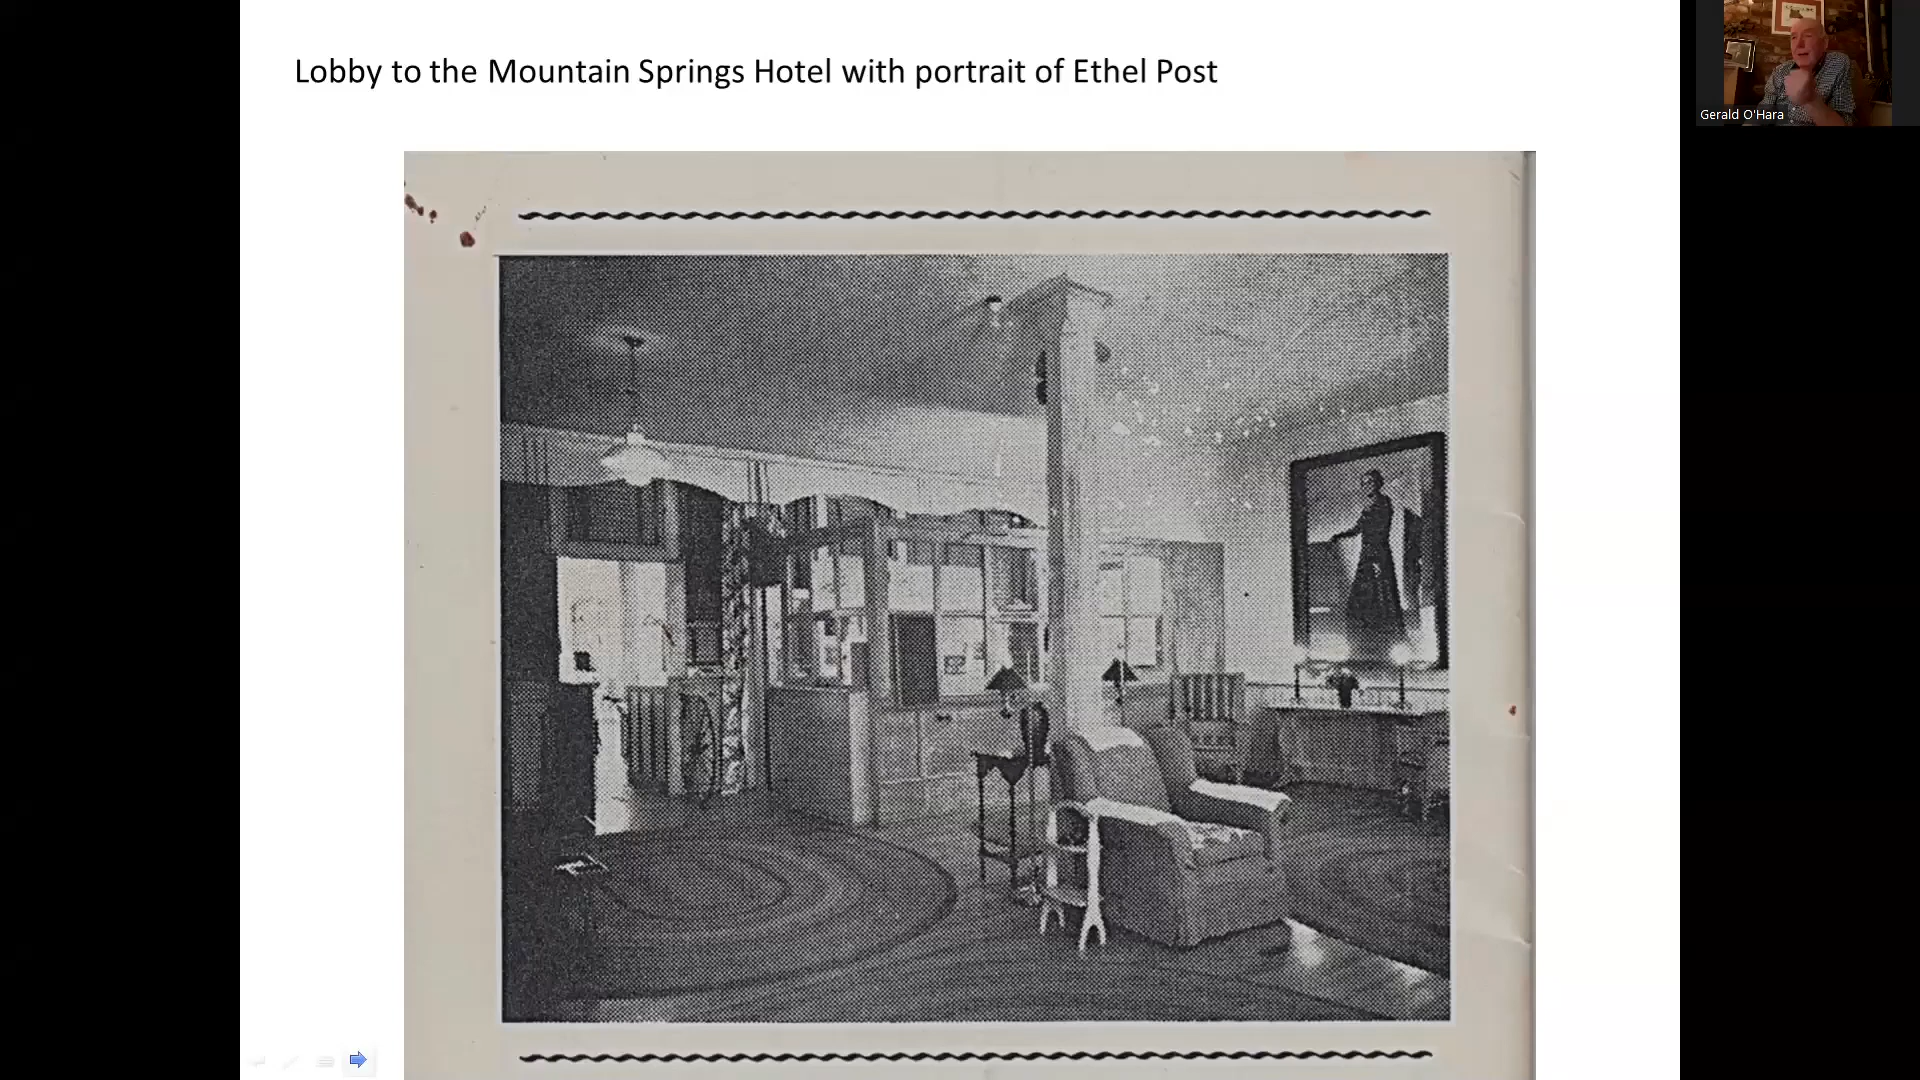 Lobby to the Mountain Springs Hotel with portrait of Ethel Post
Gerald O'Hara